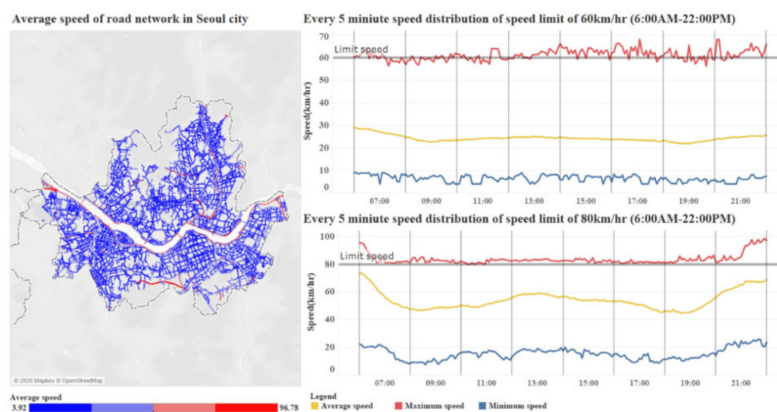 Average speed of road network in Seoul city
© 2020 Mapbox © OpenStreetMap
Average speed
3.92 96.78
Every 5 miniute speed distribution of speed limit of 60km/hr (6:00AM-22:00PM)
70
Limit speed
60
50
40
30
20
10
0
Speed(km/hr)
07:00 09:00 11:00 13:00 15:00 17:00 19:00 21:00
Every 5 miniute speed distribution of speed limit of 80km/hr (6:00AM-22:00PM)
100
Limit speed
80
60
40
20
0
Speed(km/hr)
07:00 09:00 11:00 13:00 15:00 17:00 19:00 21:00
Legend
Average speed Maximum speed Minimum speed